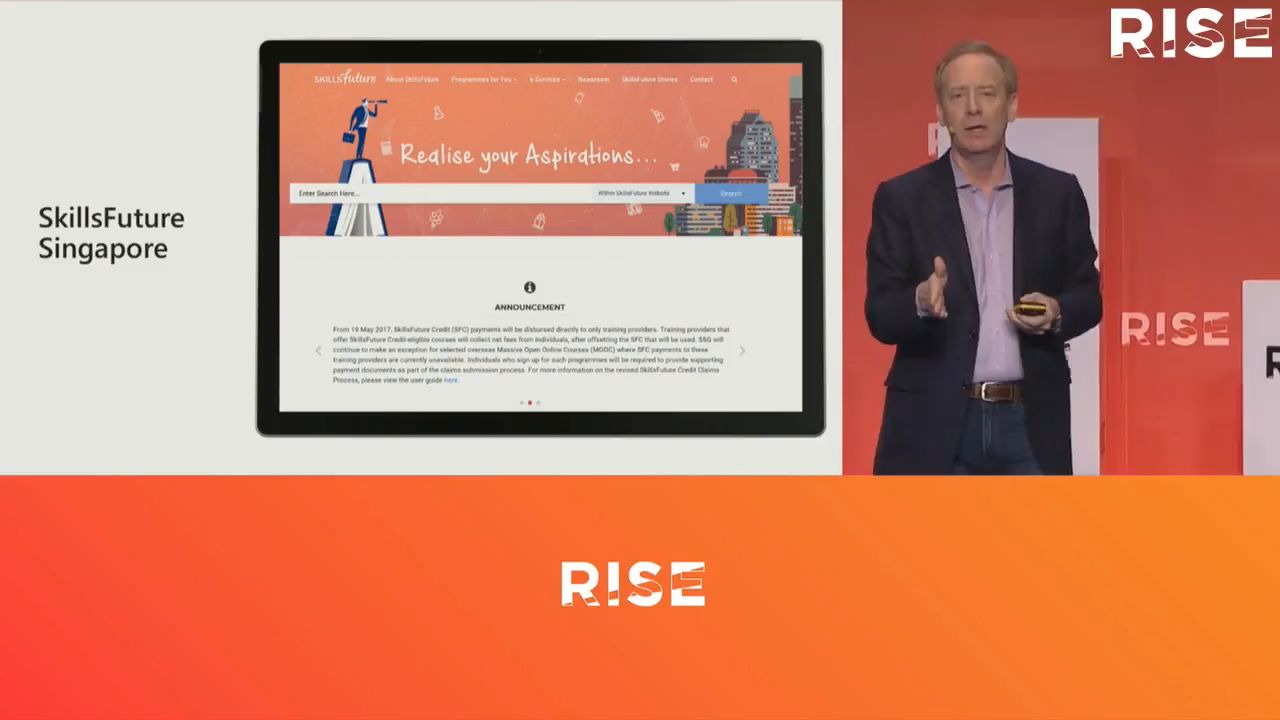 RISE
SKILLSfuture About SkillsFuture Programmes for You e Services Newsroom SkillsFuture Stories Contact
Realise your Aspirations...
Enter Search Here... Within SkillsFuture Website Search
SkillsFuture
Singapore
ANNOUNCEMENT
From 19 May 2017, SkillsFuture Credit (SFC) payments will be disbursed directly to only training providers. Training providers that
offer SkillsFuture Credit-eligible courses will collect net fees from individuals, after offsetting the SFC that will be used. SSG will
continue to make an exception for selected overseas Massive Open Online Courses (MOOC) where SFC payments to these
training providers are currently unavailable. Individuals who sign up for such programmes will be required to provide supporting
payment documents as part of the claims submission process. For more information on the revised SkillsFuture Credit Claims
Process, please view the user guide here.
RISE
R
R
RISE